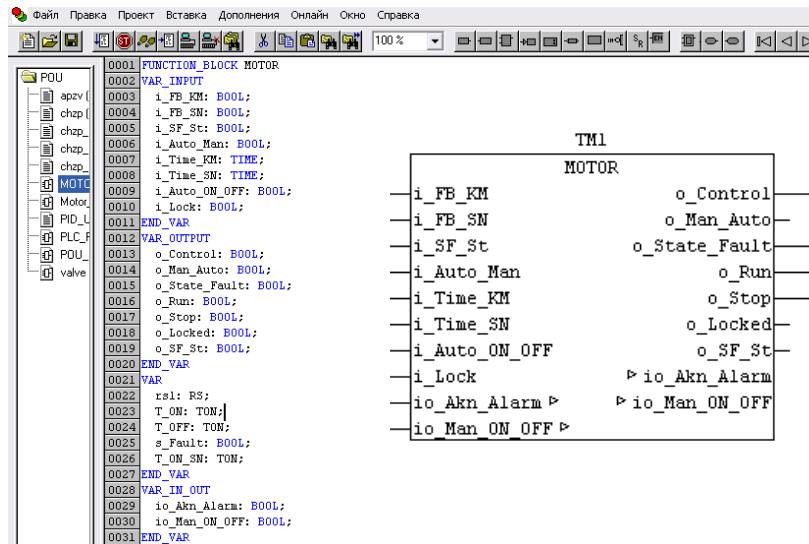 Файл Правка Проект Вставка Дополнения Онлайн Окно Справка
100 %
POU
apzv (
chzp (
chzp_
chzp_
chzp_
MOTO
Motor_
PID_L
PLC_F
POU_
valve
0001 FUNCTION_BLOCK MOTOR
0002 VAR_INPUT
0003 i_FB_KM: BOOL;
0004 i_FB_SN: BOOL;
0005 i_SF_St: BOOL;
0006 i_Auto_Man: BOOL;
0007 i_Time_KM: TIME;
0008 i_Time_SN: TIME;
0009 i_Auto_ON_OFF: BOOL;
0010 i_Lock: BOOL;
0011 END_VAR
0012 VAR_OUTPUT
0013 o_Control: BOOL;
0014 o_Man_Auto: BOOL;
0015 o_State_Fault: BOOL;
0016 o_Run: BOOL;
0017 o_Stop: BOOL;
0018 o_Locked: BOOL;
0019 o_SF_St: BOOL;
0020 END_VAR
0021 VAR
0022 rs1: RS;
0023 T_ON: TON;
0024 T_OFF: TON;
0025 s_Fault: BOOL;
0026 T_ON_SN: TON;
0027 END_VAR
0028 VAR_IN_OUT
0029 io_Akn_Alarm: BOOL;
0030 io_Man_ON_OFF: BOOL;
0031 END_VAR
TM1
MOTOR
i_FB_KM o_Control
i_FB_SN o_Man_Auto
i_SF_St o_State_Fault
i_Auto_Man o_Run
i_Time_KM o_Stop
i_Time_SN o_Locked
i_Auto_ON_OFF o_SF_St
i_Lock ▷ io_Akn_Alarm
io_Akn_Alarm ▷ ▷ io_Man_ON_OFF
io_Man_ON_OFF ▷